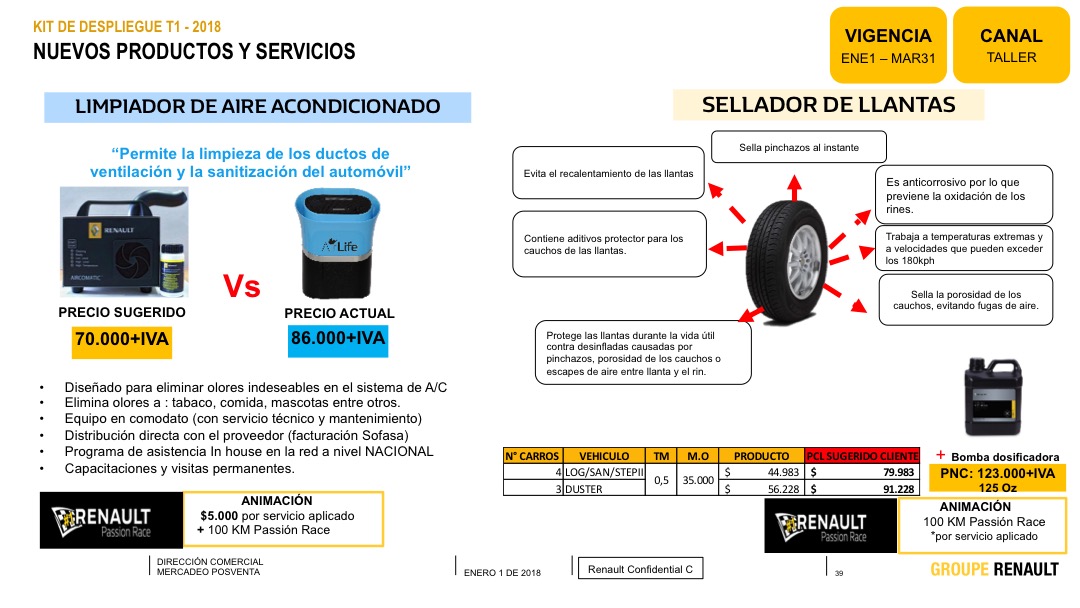 KIT DE DESPLIEGUE T1 - 2018
NUEVOS PRODUCTOS Y SERVICIOS
VIGENCIA
ENE1 – MAR31
CANAL
TALLER
LIMPIADOR DE AIRE ACONDICIONADO
“Permite la limpieza de los ductos de
ventilación y la sanitización del automóvil”
RENAULT
AIRCOMATIC
Life
Vs
PRECIO SUGERIDO
70.000+IVA
PRECIO ACTUAL
86.000+IVA
• Diseñado para eliminar olores indeseables en el sistema de A/C
• Elimina olores a : tabaco, comida, mascotas entre otros.
• Equipo en comodato (con servicio técnico y mantenimiento)
• Distribución directa con el proveedor (facturación Sofasa)
• Programa de asistencia In house en la red a nivel NACIONAL
• Capacitaciones y visitas permanentes.
RENAULT
Passion Race
ANIMACIÓN
$5.000 por servicio aplicado
+ 100 KM Passión Race
SELLADOR DE LLANTAS
Sella pinchazos al instante
Evita el recalentamiento de las llantas
Es anticorrosivo por lo que
previene la oxidación de los
rines.
Contiene aditivos protector para los
cauchos de las llantas.
Trabaja a temperaturas extremas y
a velocidades que pueden exceder
los 180kph
Sella la porosidad de los
cauchos, evitando fugas de aire.
Protege las llantas durante la vida útil
contra desinfladas causadas por
pinchazos, porosidad de los cauchos o
escapes de aire entre llanta y el rin.
N° CARROS VEHICULO TM M.O PRODUCTO PCL SUGERIDO CLIENTE
4 LOG/SAN/STEPII 0,5 35.000 $ 44.983 $ 79.983
3 DUSTER $ 56.228 $ 91.228
+ Bomba dosificadora
PNC: 123.000+IVA
125 Oz
RENAULT
Passion Race
ANIMACIÓN
100 KM Passión Race
*por servicio aplicado
DIRECCIÓN COMERCIAL
MERCADEO POSVENTA
ENERO 1 DE 2018
Renault Confidential C
39
GROUPE RENAULT